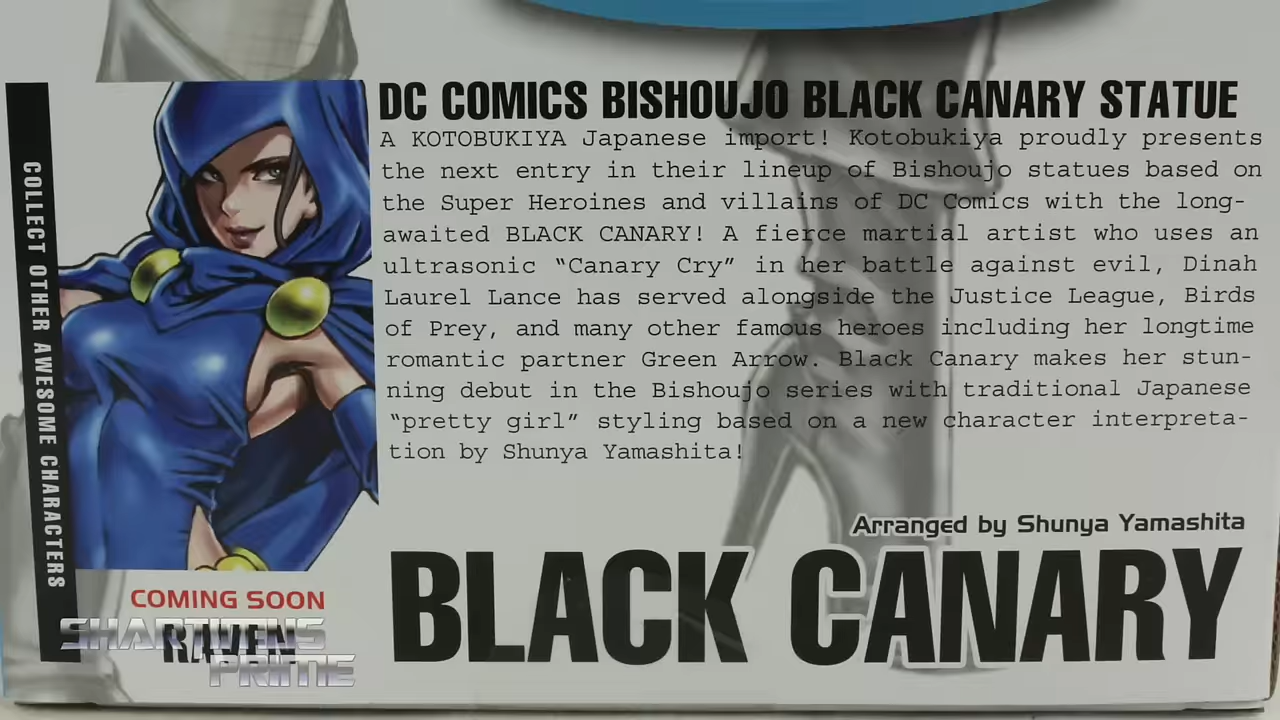 COLLECT OTHER AWESOME CHARACTERS
DC COMICS BISHOUJO BLACK CANARY STATUE
A KOTOBUKIYA Japanese import! Kotobukiya proudly presents
the next entry in their lineup of Bishoujo statues based on
the Super Heroines and villains of DC Comics with the long-
awaited BLACK CANARY! A fierce martial artist who uses an
ultrasonic “Canary Cry” in her battle against evil, Dinah
Laurel Lance has served alongside the Justice League, Birds
of Prey, and many other famous heroes including her longtime
romantic partner Green Arrow. Black Canary makes her stun-
ning debut in the Bishoujo series with traditional Japanese
“pretty girl” styling based on a new character interpreta-
tion by Shunya Yamashita!
Arranged by Shunya Yamashita
BLACK CANARY
COMING SOON
RAVEN
PRIME